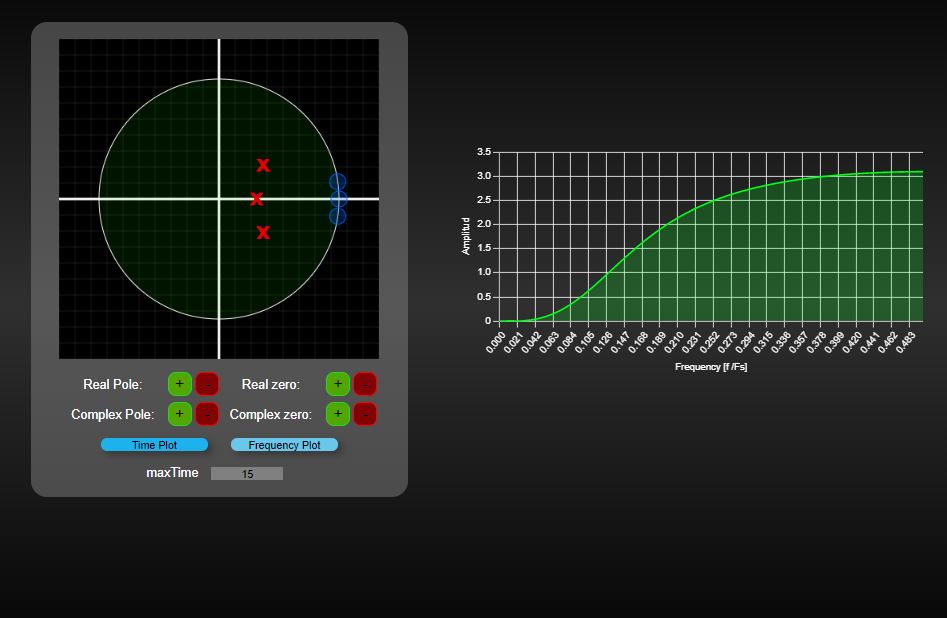 Real Pole: + - Real zero: + -
Complex Pole: + - Complex zero: + -
Time Plot Frequency Plot
maxTime 15
3.5
3.0
2.5
2.0
1.5
1.0
0.5
0
Amplitud
0.000 0.021 0.042 0.063 0.084 0.105 0.126 0.147 0.168 0.189 0.210 0.231 0.252 0.273 0.294 0.315 0.336 0.357 0.378 0.399 0.420 0.441 0.462 0.483
Frequency [f /Fs]